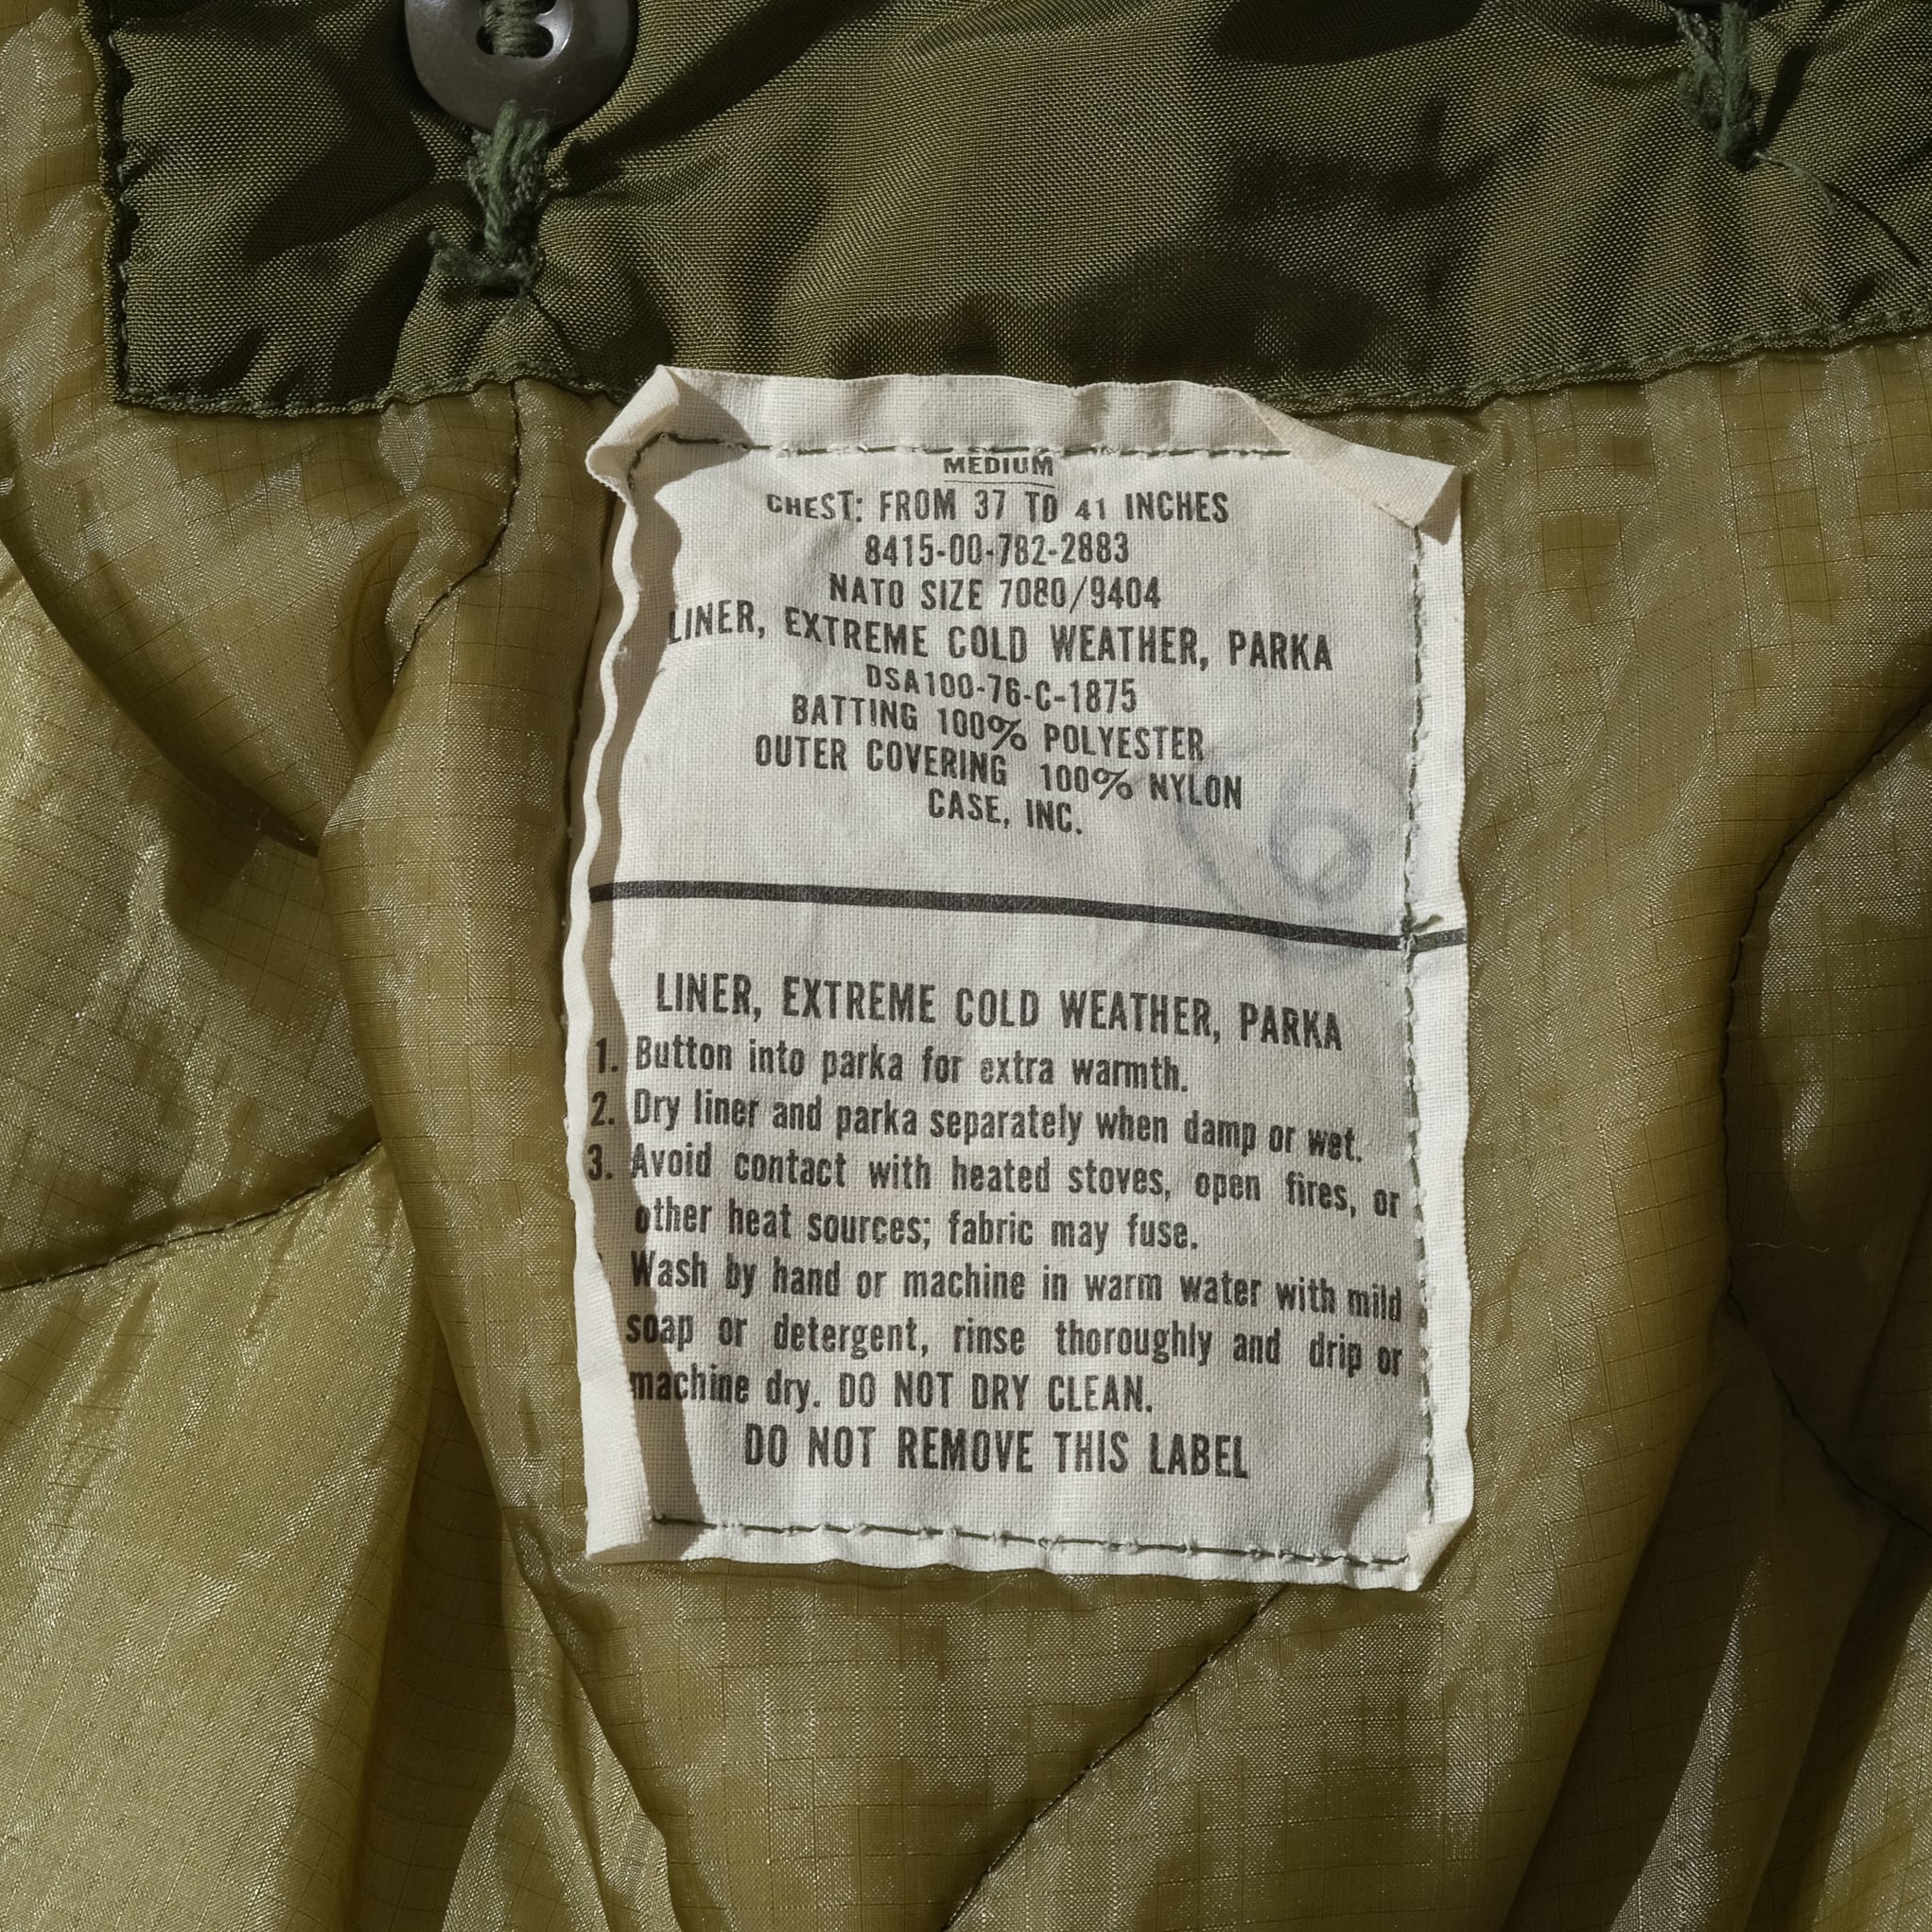 MEDIUM
CHEST: FROM 37 TO 41 INCHES
8415-00-782-2883
NATO SIZE 7080/9404
LINER, EXTREME COLD WEATHER, PARKA
DSA100-76-C-1875
BATTING 100% POLYESTER
OUTER COVERING 100% NYLON
CASE, INC.
6
LINER, EXTREME COLD WEATHER, PARKA
1. Button into parka for extra warmth.
2. Dry liner and parka separately when damp or wet.
3. Avoid contact with heated stoves, open fires, or
other heat sources; fabric may fuse.
Wash by hand or machine in warm water with mild
soap or detergent, rinse thoroughly and drip or
machine dry. DO NOT DRY CLEAN.
DO NOT REMOVE THIS LABEL